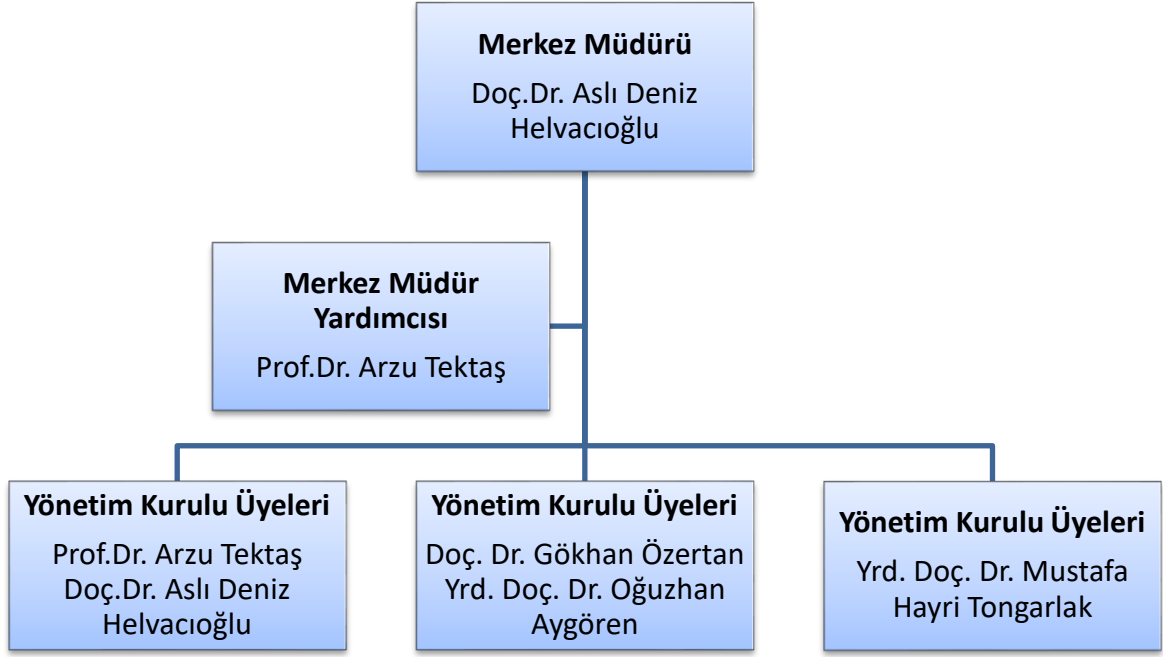 Merkez Müdürü
Doç.Dr. Aslı Deniz
Helvacıoğlu
Merkez Müdür
Yardımcısı
Prof.Dr. Arzu Tektaş
Yönetim Kurulu Üyeleri
Prof.Dr. Arzu Tektaş
Doç.Dr. Aslı Deniz
Helvacıoğlu
Yönetim Kurulu Üyeleri
Doç. Dr. Gökhan Özertan
Yrd. Doç. Dr. Oğuzhan
Aygören
Yönetim Kurulu Üyeleri
Yrd. Doç. Dr. Mustafa
Hayri Tongarlak